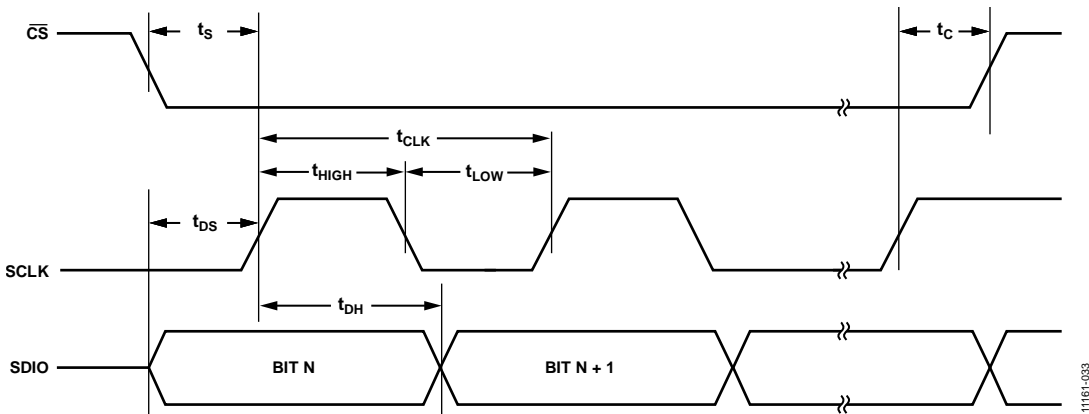 CS
tS
tC
tCLK
tHIGH
tLOW
tDS
SCLK
tDH
SDIO
BIT N
BIT N + 1
11161-033